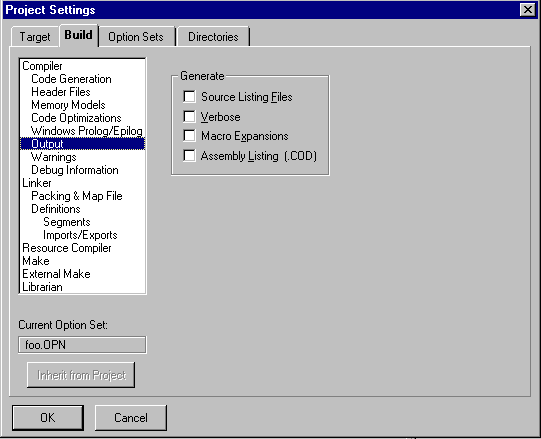 Project Settings
Target
Build
Option Sets
Directories
Compiler
Code Generation
Header Files
Memory Models
Code Optimizations
Windows Prolog/Epilog
Output
Warnings
Debug Information
Linker
Packing & Map File
Definitions
Segments
Imports/Exports
Resource Compiler
Make
External Make
Librarian
Generate
Source Listing Files
Verbose
Macro Expansions
Assembly Listing (.COD)
Current Option Set:
foo.OPN
Inherit from Project
OK
Cancel